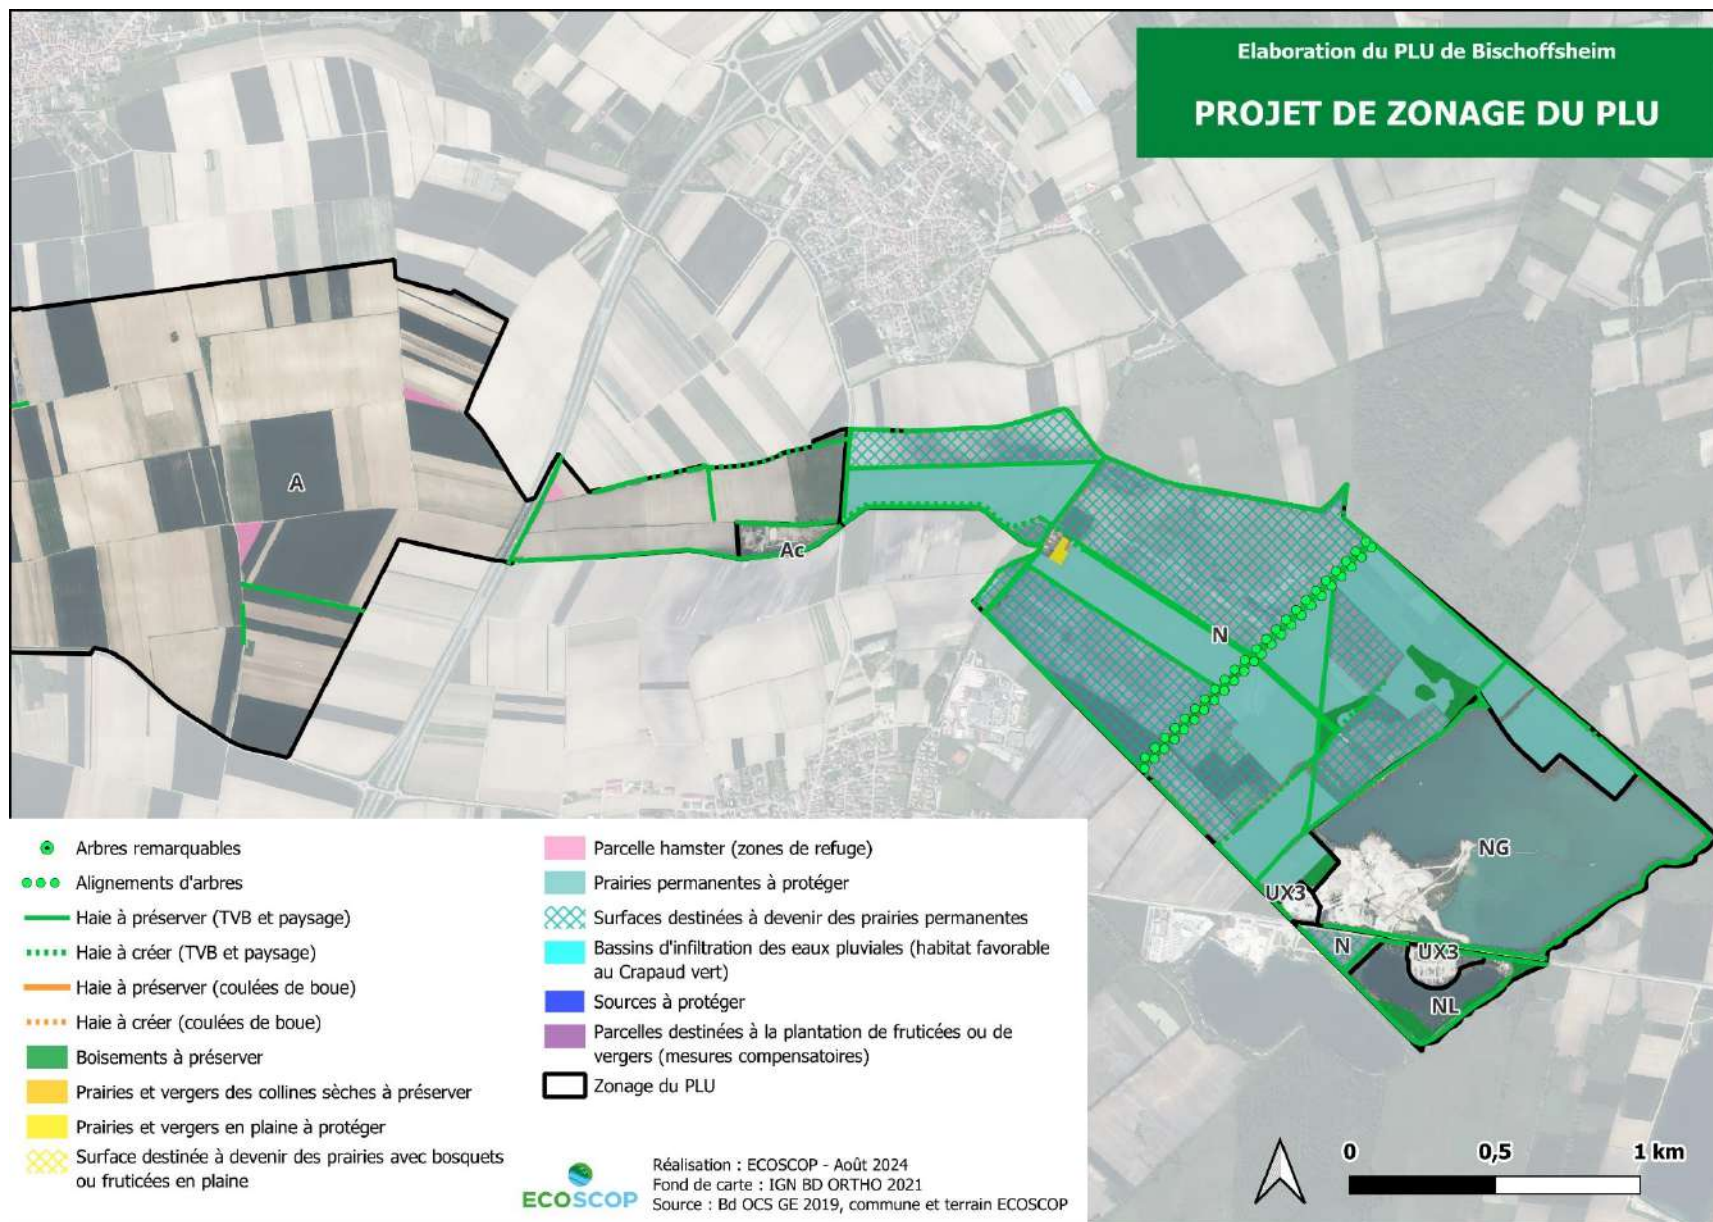 Elaboration du PLU de Bischoffsheim
PROJET DE ZONAGE DU PLU
A
Ac
N
NG
UX3
N
UX3
NL
Arbres remarquables
Alignements d'arbres
Haie à préserver (TVB et paysage)
Haie à créer (TVB et paysage)
Haie à préserver (coulées de boue)
Haie à créer (coulées de boue)
Boisements à préserver
Prairies et vergers des collines sèches à préserver
Prairies et vergers en plaine à protéger
Surface destinée à devenir des prairies avec bosquets
ou fruticées en plaine
Parcelle hamster (zones de refuge)
Prairies permanentes à protéger
Surfaces destinées à devenir des prairies permanentes
Bassins d'infiltration des eaux pluviales (habitat favorable
au Crapaud vert)
Sources à protéger
Parcelles destinées à la plantation de fruticées ou de
vergers (mesures compensatoires)
Zonage du PLU
ECOSCOP
Réalisation : ECOSCOP - Août 2024
Fond de carte : IGN BD ORTHO 2021
Source : Bd OCS GE 2019, commune et terrain ECOSCOP
0 0,5 1 km